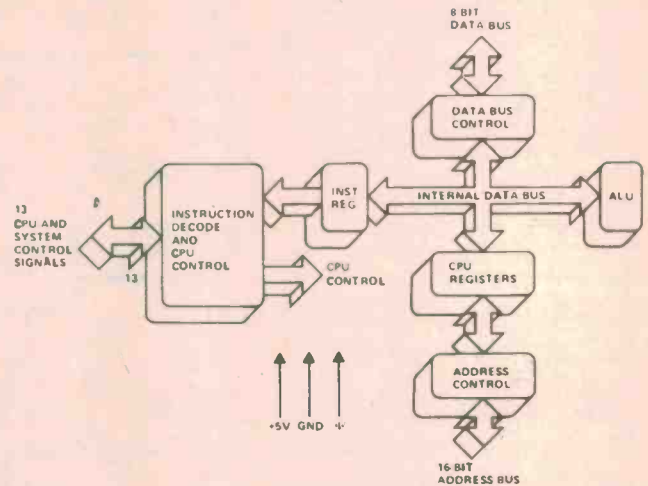 8 BIT
DATA BUS
DATA BUS
CONTROL
INST
REG
INTERNAL DATA BUS
ALU
13
CPU AND
SYSTEM
CONTROL
SIGNALS
13
INSTRUCTION
DECODE
AND
CPU
CONTROL
CPU
CONTROL
CPU
REGISTERS
ADDRESS
CONTROL
+5V GND Φ
16 BIT
ADDRESS BUS